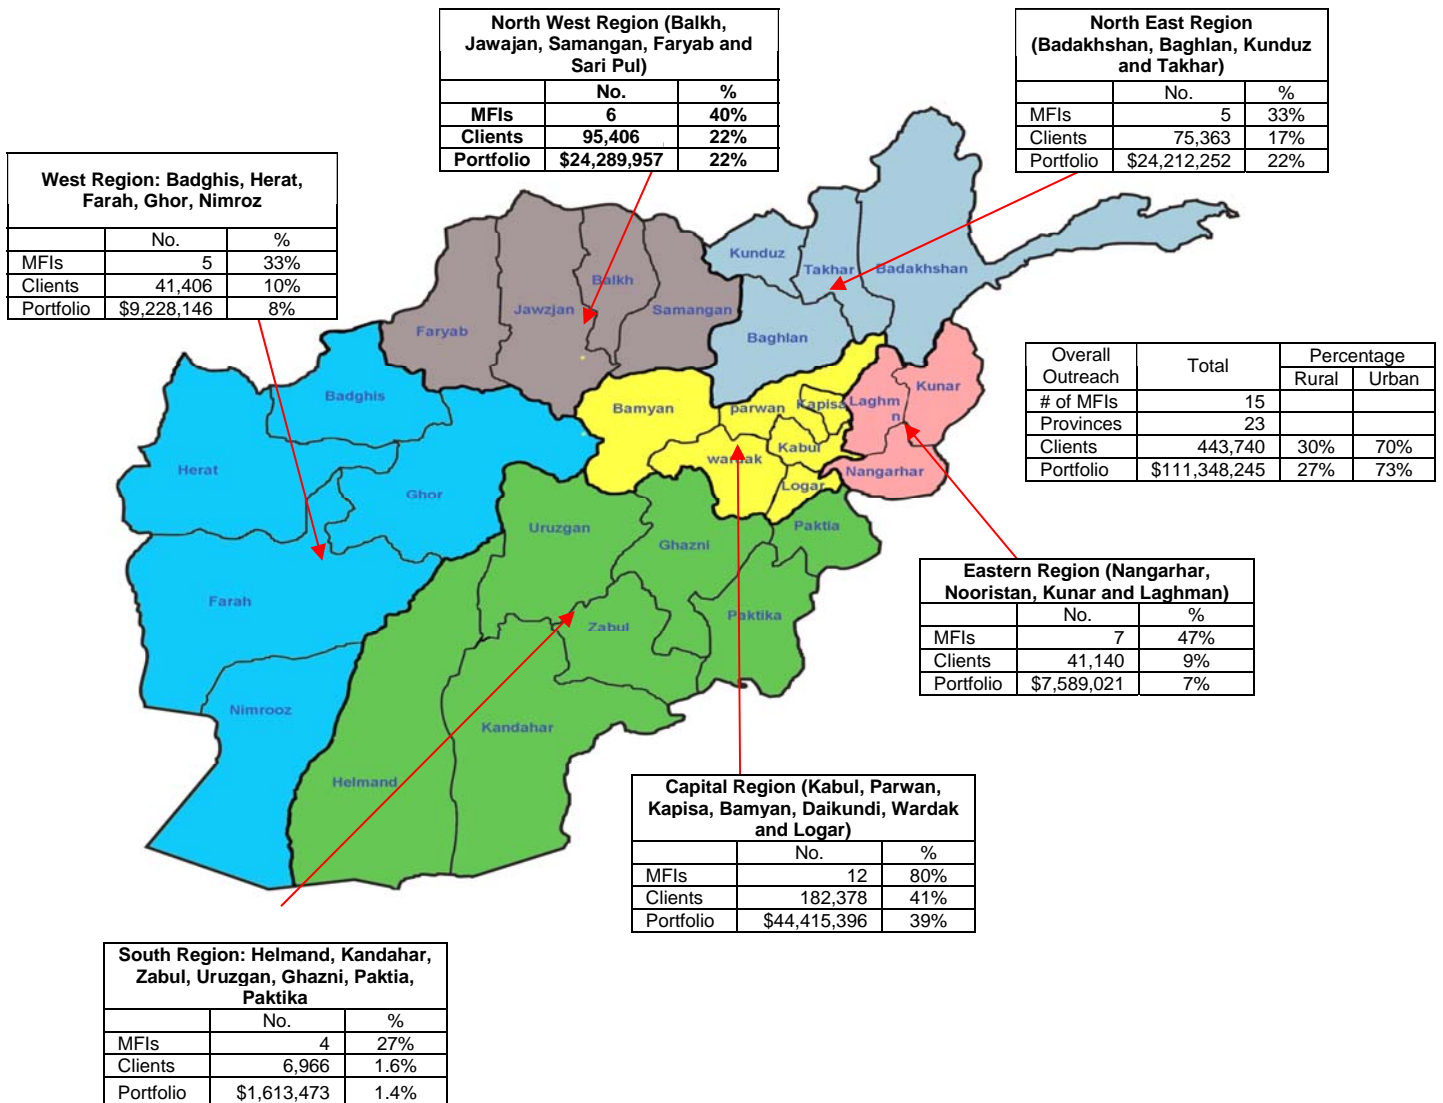 North West Region (Balkh,
Jawajan, Samangan, Faryab and
Sari Pul)
No. %
MFIs 6 40%
Clients 95,406 22%
Portfolio $24,289,957 22%
North East Region
(Badakhshan, Baghlan, Kunduz
and Takhar)
No. %
MFIs 5 33%
Clients 75,363 17%
Portfolio $24,212,252 22%
West Region: Badghis, Herat,
Farah, Ghor, Nimroz
No. %
MFIs 5 33%
Clients 41,406 10%
Portfolio $9,228,146 8%
Kunduz
Takhar
Badakhshan
Balkh
Jawzjan
Samangan
Faryab
Baghlan
Overall
Outreach
Total
Percentage
Rural Urban
# of MFIs 15
Provinces 23
Clients 443,740 30% 70%
Portfolio $111,348,245 27% 73%
Kunar
Badghis
Bamyan
parwan
Kapisa
Laghm
n
Kabul
wardak
Herat
Nangarhar
Ghor
Logar
Uruzgan
Ghazni
Paktia
Farah
Zabul
Paktika
Nimrooz
Kandahar
Helmand
Eastern Region (Nangarhar,
Nooristan, Kunar and Laghman)
No. %
MFIs 7 47%
Clients 41,140 9%
Portfolio $7,589,021 7%
Capital Region (Kabul, Parwan,
Kapisa, Bamyan, Daikundi, Wardak
and Logar)
No. %
MFIs 12 80%
Clients 182,378 41%
Portfolio $44,415,396 39%
South Region: Helmand, Kandahar,
Zabul, Uruzgan, Ghazni, Paktia,
Paktika
No. %
MFIs 4 27%
Clients 6,966 1.6%
Portfolio $1,613,473 1.4%